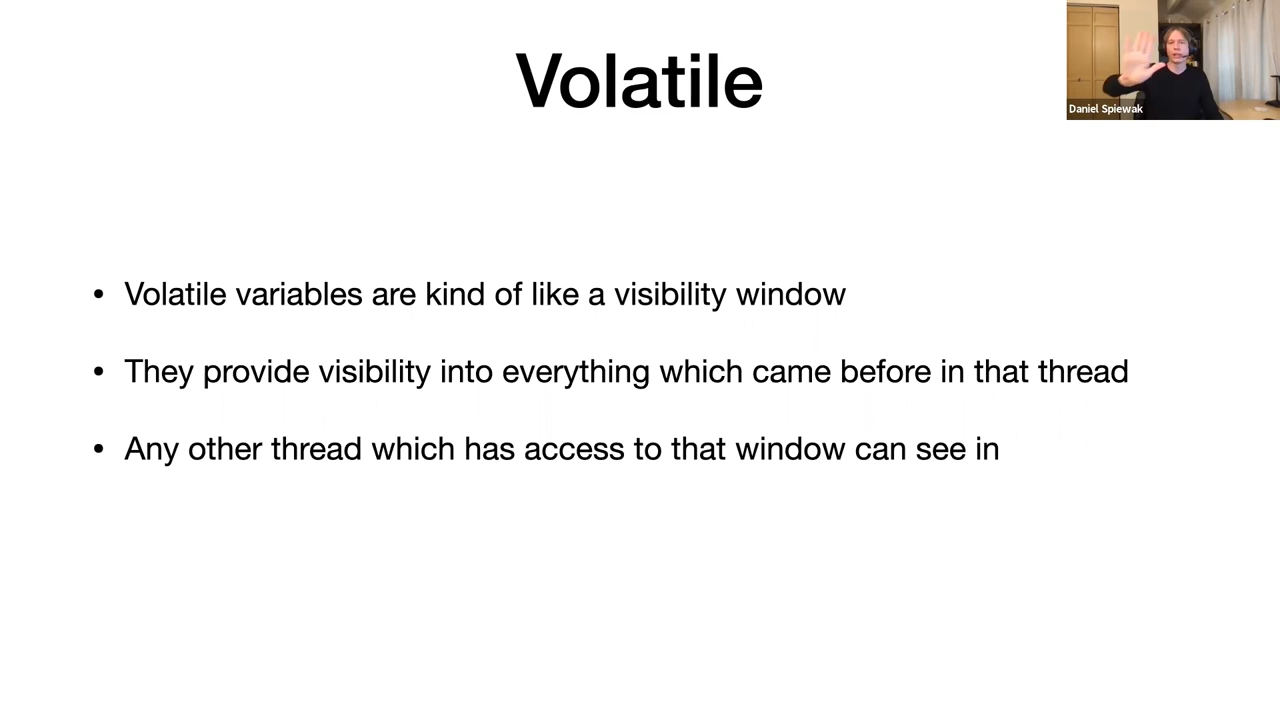 Volatile
Daniel Spiewak
• Volatile variables are kind of like a visibility window
• They provide visibility into everything which came before in that thread
• Any other thread which has access to that window can see in